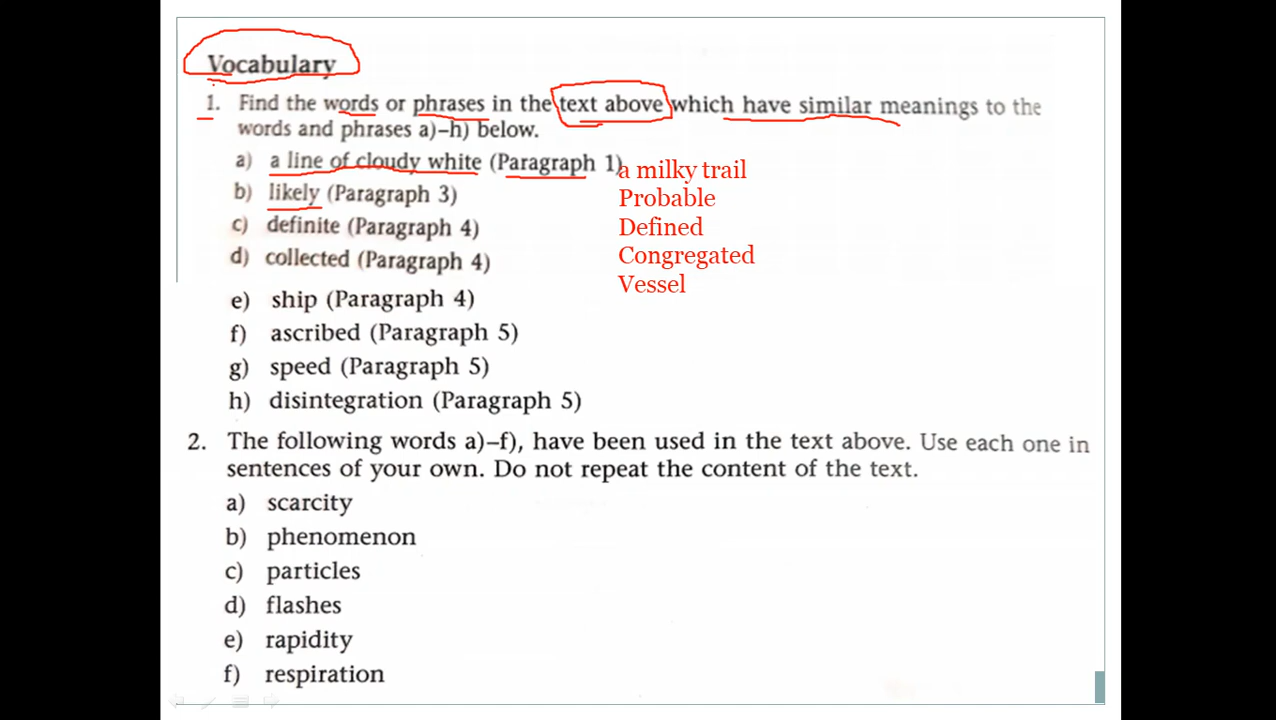 Vocabulary
1. Find the words or phrases in the text above which have similar meanings to the
words and phrases a)–h) below.
a) a line of cloudy white (Paragraph 1) a milky trail
b) likely (Paragraph 3) Probable
c) definite (Paragraph 4) Defined
d) collected (Paragraph 4) Congregated
e) ship (Paragraph 4) Vessel
f) ascribed (Paragraph 5)
g) speed (Paragraph 5)
h) disintegration (Paragraph 5)
2. The following words a)–f), have been used in the text above. Use each one in
sentences of your own. Do not repeat the content of the text.
a) scarcity
b) phenomenon
c) particles
d) flashes
e) rapidity
f) respiration